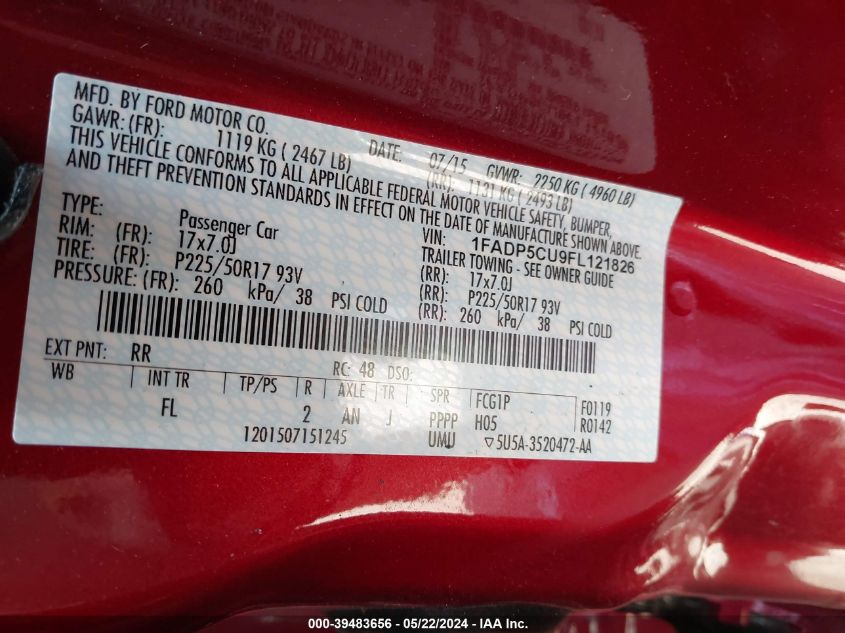 MFD. BY FORD MOTOR CO.
DATE: 07/15 GVWR: 2250 KG ( 4960 LB)
GAWR: (FR): 1119 KG ( 2467 LB) (RR): 1131 KG ( 2493 LB)
THIS VEHICLE CONFORMS TO ALL APPLICABLE FEDERAL MOTOR VEHICLE SAFETY, BUMPER,
AND THEFT PREVENTION STANDARDS IN EFFECT ON THE DATE OF MANUFACTURE SHOWN ABOVE.
VIN: 1FADP5CU9FL121826
TYPE: Passenger Car TRAILER TOWING - SEE OWNER GUIDE
RIM: (FR): 17x7.0J (RR): 17x7.0J
TIRE: (FR): P225/50R17 93V (RR): P225/50R17 93V
PRESSURE: (FR): 260 kPa/ 38 PSI COLD (RR): 260 kPa/ 38 PSI COLD
EXT PNT: RR RC: 48 DSO:
WB INT TR TP/PS R AXLE TR SPR FCG1P F0119
FL 2 AN J PPPP H05 R0142
1201507151245 UMU ▽5U5A-3520472-AA
000-39483656 - 05/22/2024 - IAA Inc.